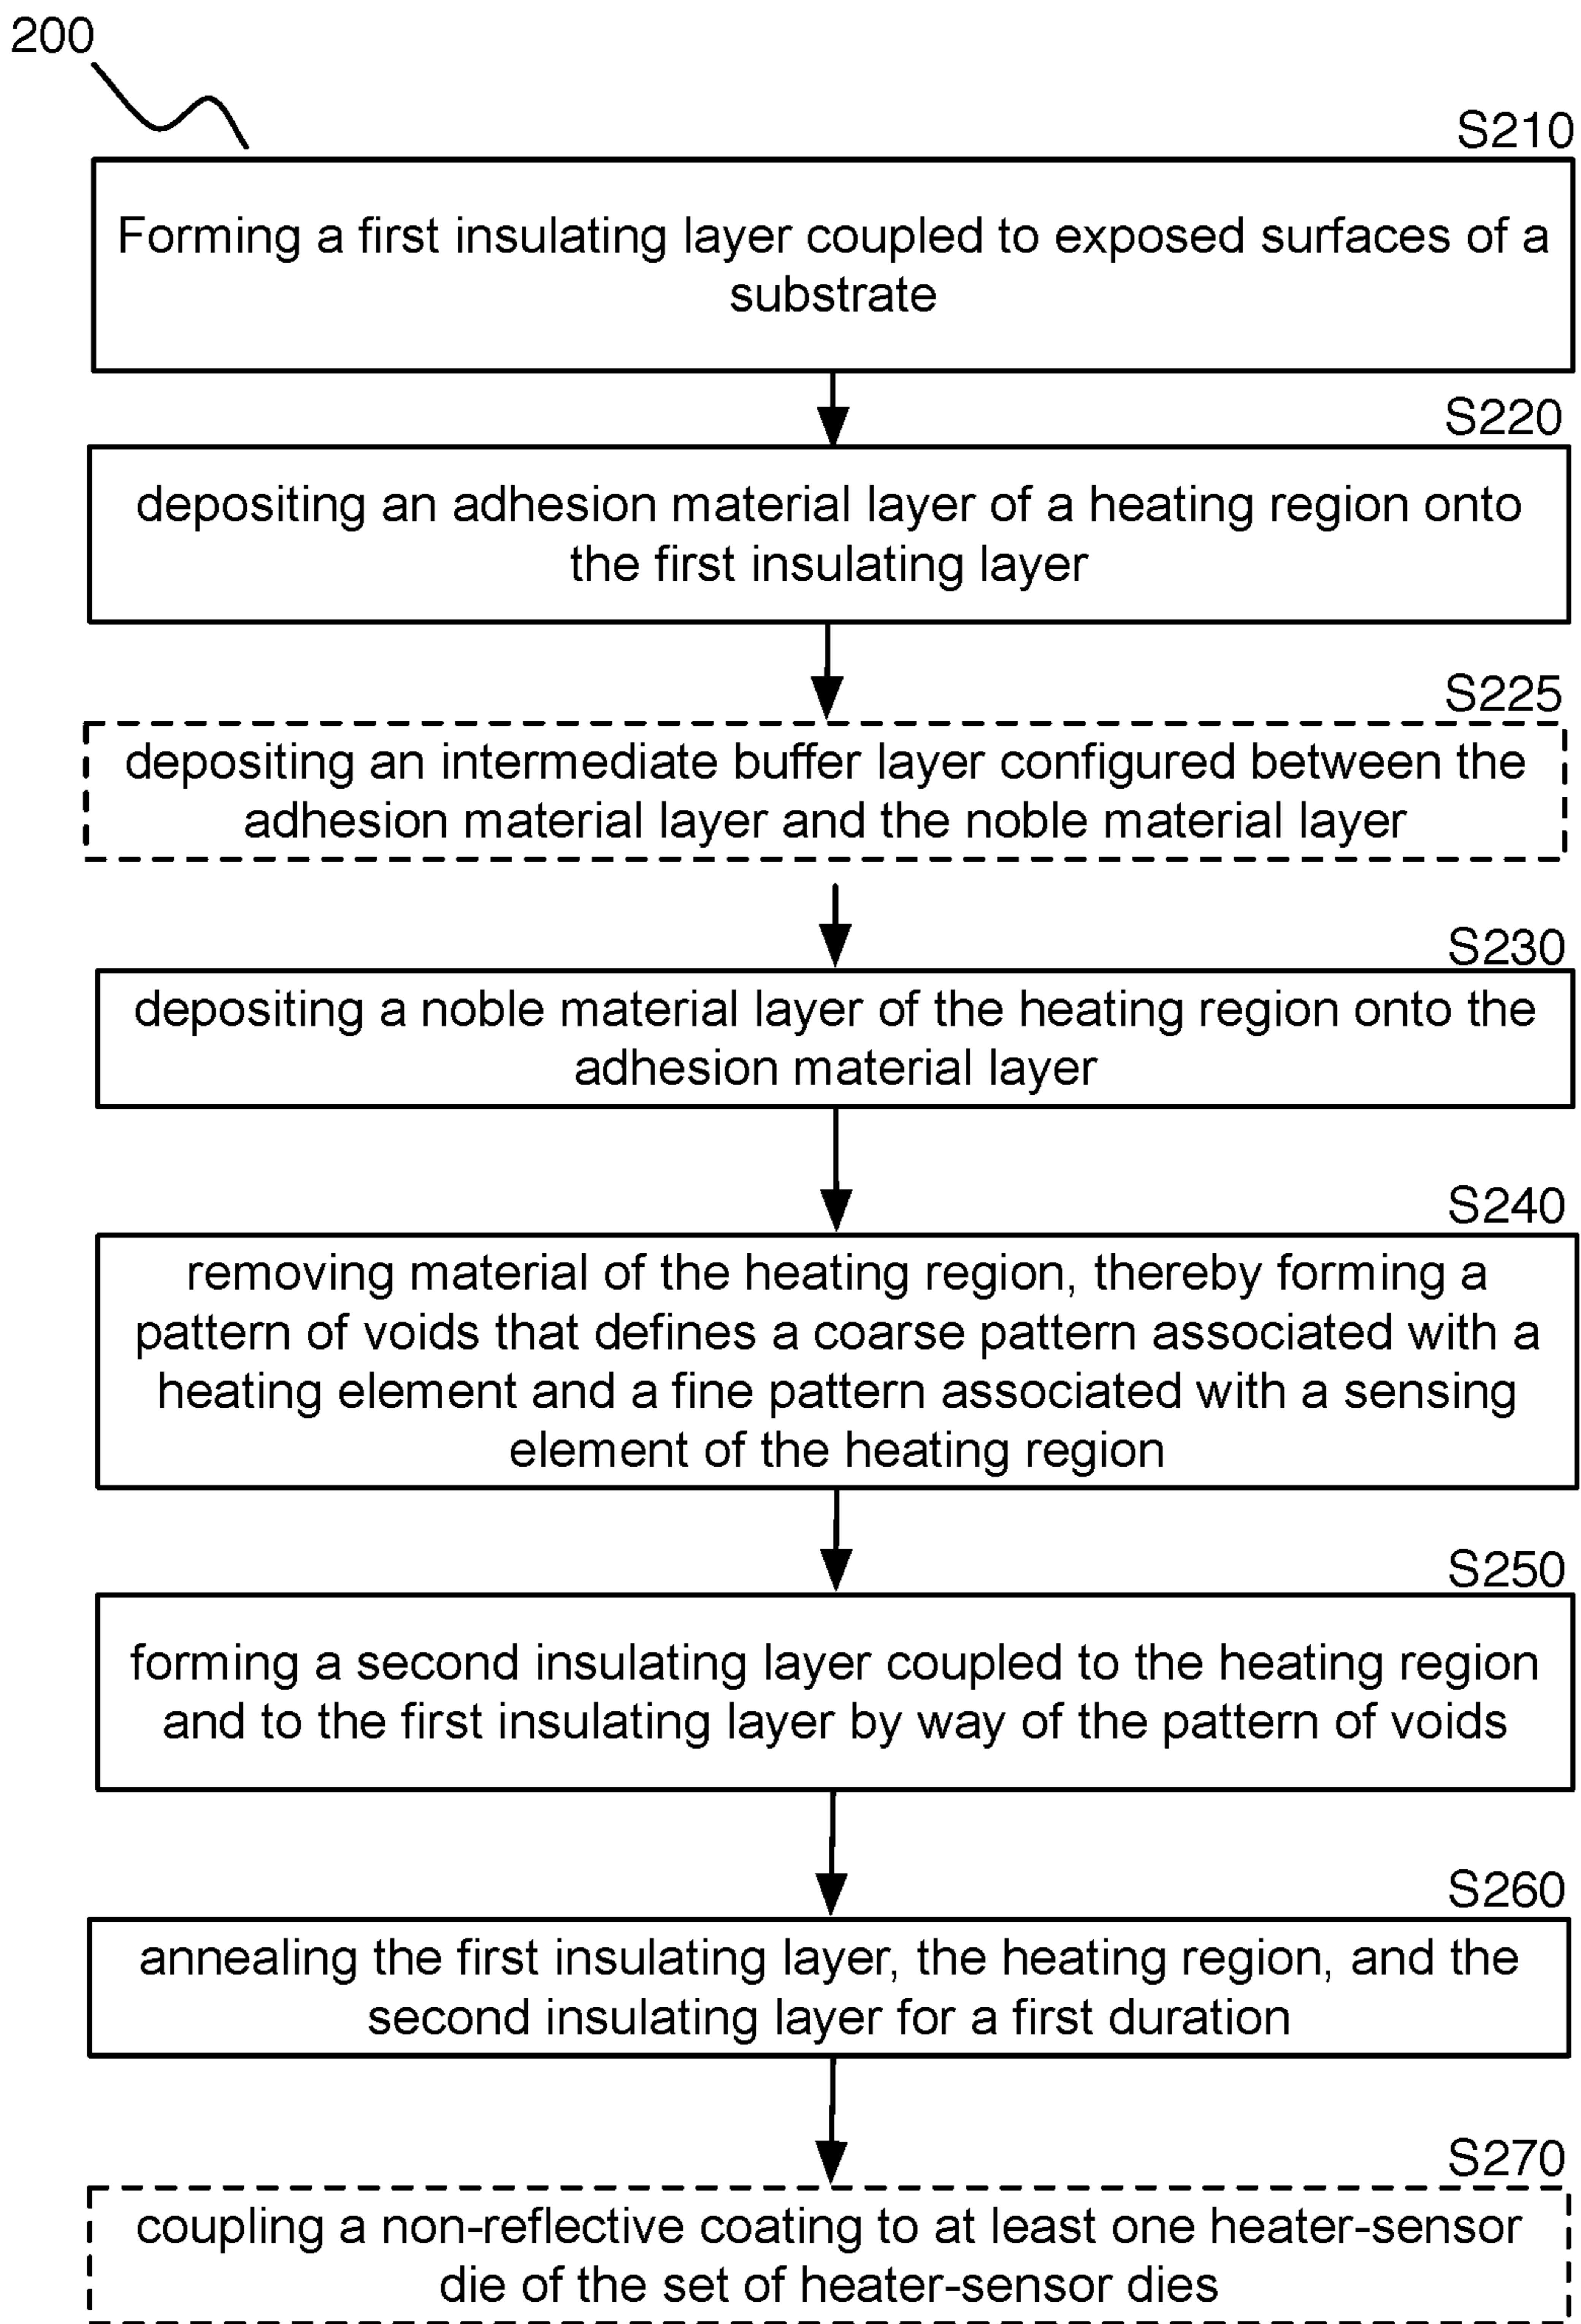 200
S210
Forming a first insulating layer coupled to exposed surfaces of a
substrate
S220
depositing an adhesion material layer of a heating region onto
the first insulating layer
S225
depositing an intermediate buffer layer configured between the
adhesion material layer and the noble material layer
S230
depositing a noble material layer of the heating region onto the
adhesion material layer
S240
removing material of the heating region, thereby forming a
pattern of voids that defines a coarse pattern associated with a
heating element and a fine pattern associated with a sensing
element of the heating region
S250
forming a second insulating layer coupled to the heating region
and to the first insulating layer by way of the pattern of voids
S260
annealing the first insulating layer, the heating region, and the
second insulating layer for a first duration
S270
coupling a non-reflective coating to at least one heater-sensor
die of the set of heater-sensor dies